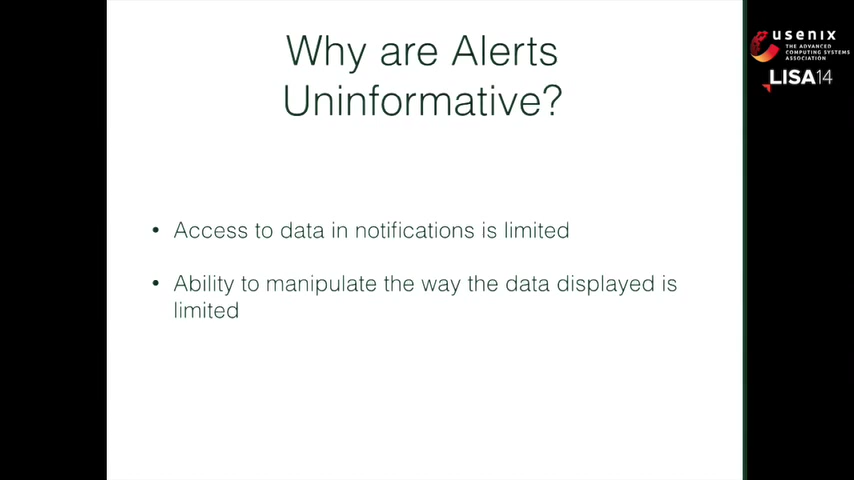 Why are Alerts
Uninformative?
• Access to data in notifications is limited
• Ability to manipulate the way the data displayed is
limited
usenix
THE ADVANCED
COMPUTING SYSTEMS
ASSOCIATION
LISA14